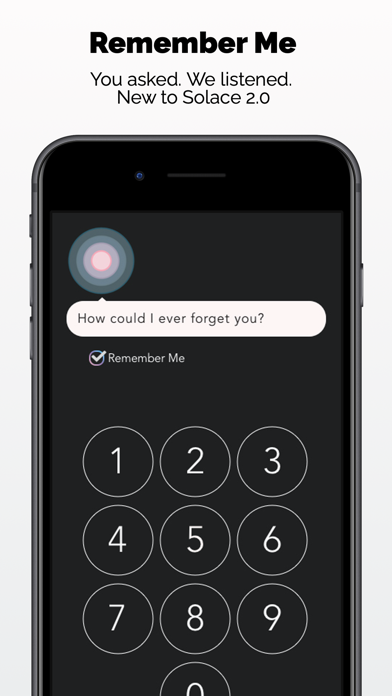 Remember Me
You asked. We listened.
New to Solace 2.0
How could I ever forget you?
Remember Me
1 2 3
4 5 6
7 8 9
0